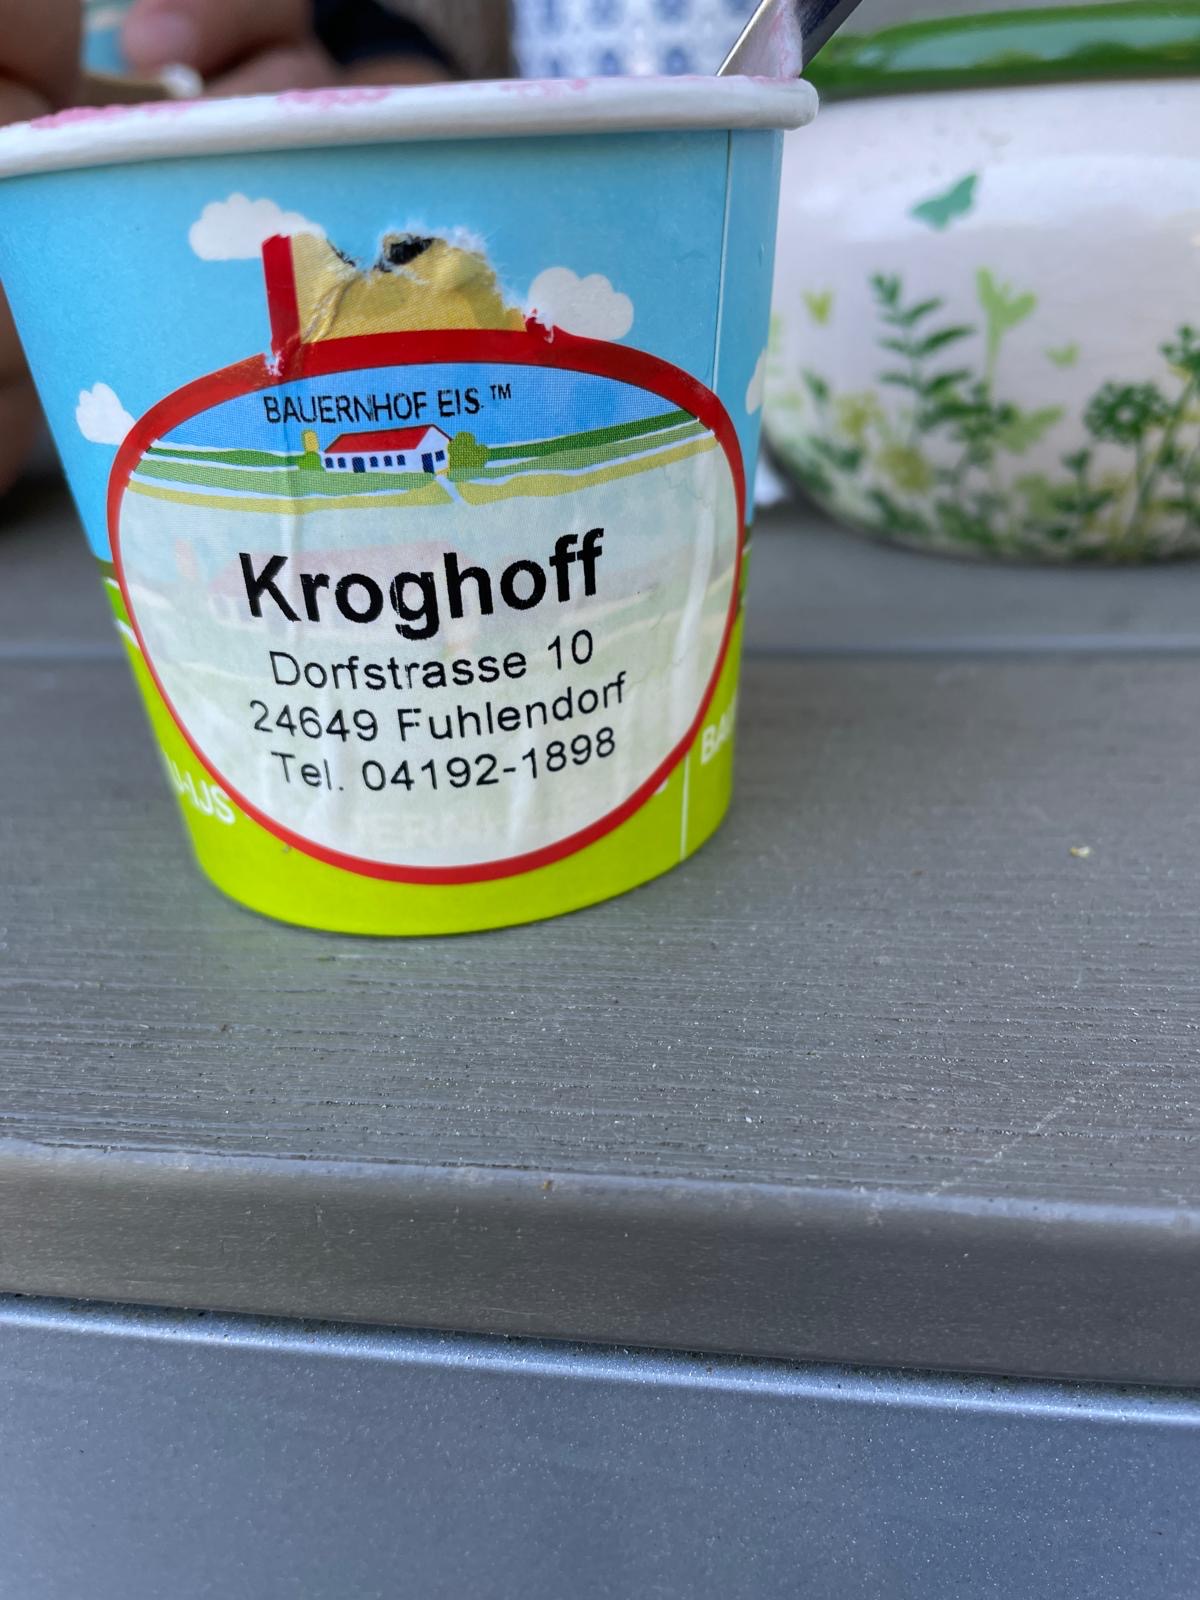 BAUERNHOF EIS ™
Kroghoff
Dorfstrasse 10
24649 Fuhlendorf
Tel. 04192-1898